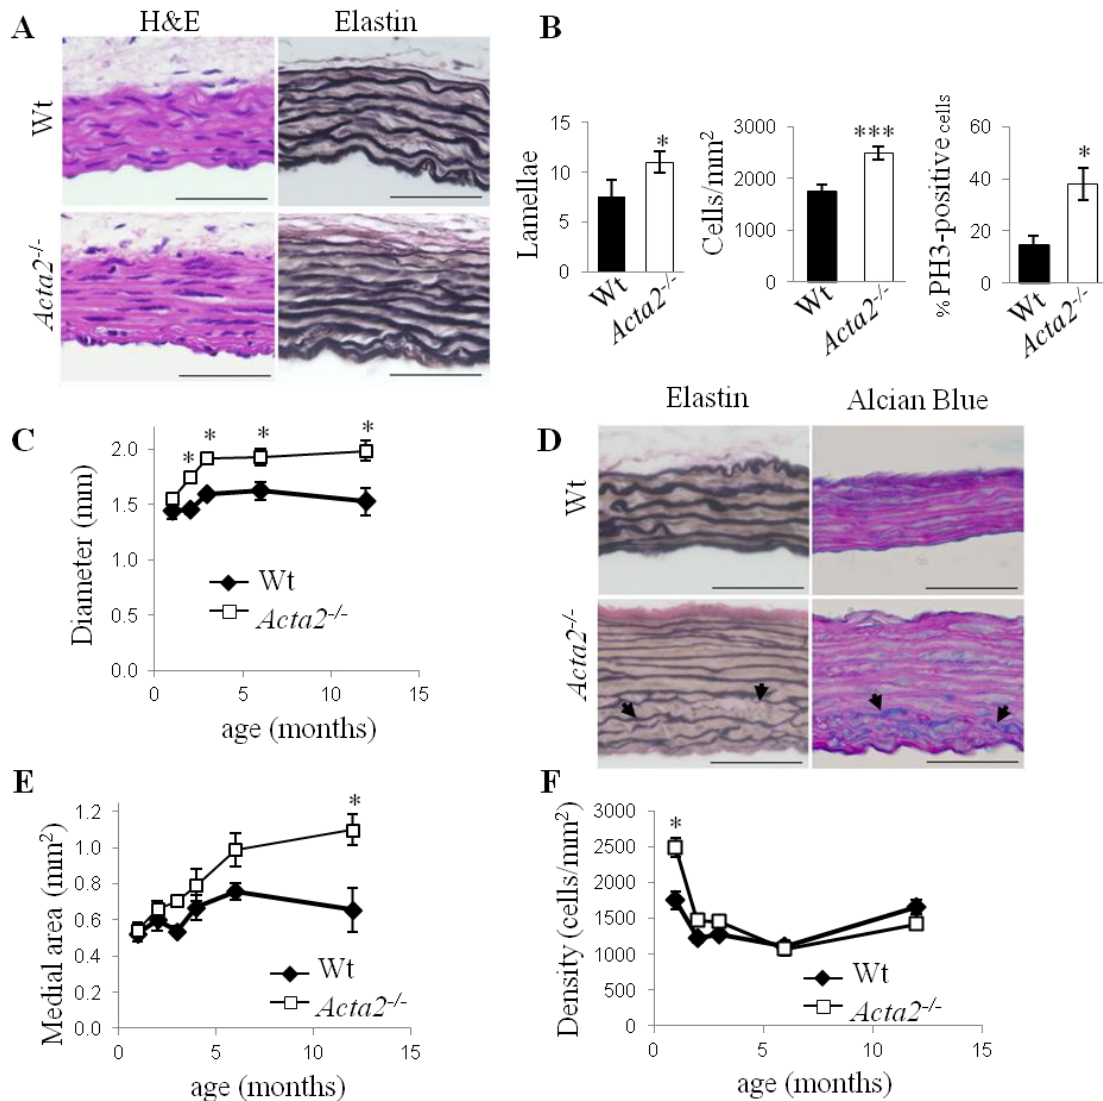 A
H&E
Elastin
Wt
Acta2-/-
B
Lamellae
15
10
5
0
*
Wt
Acta2-/-
Cells/mm2
3000
2000
1000
0
***
Wt
Acta2-/-
% PH3-positive cells
60
40
20
0
*
Wt
Acta2-/-
C
Diameter (mm)
2.0
1.5
1.0
0.5
0.0
* * * *
Wt
Acta2-/-
0 5 10 15
age (months)
D
Elastin
Alcian Blue
Wt
Acta2-/-
E
Medial area (mm2)
1.2
1.0
0.8
0.6
0.4
0.2
0.0
*
Wt
Acta2-/-
0 5 10 15
age (months)
F
Density (cells/mm2)
3000
2500
2000
1500
1000
500
0
*
Wt
Acta2-/-
0 5 10 15
age (months)